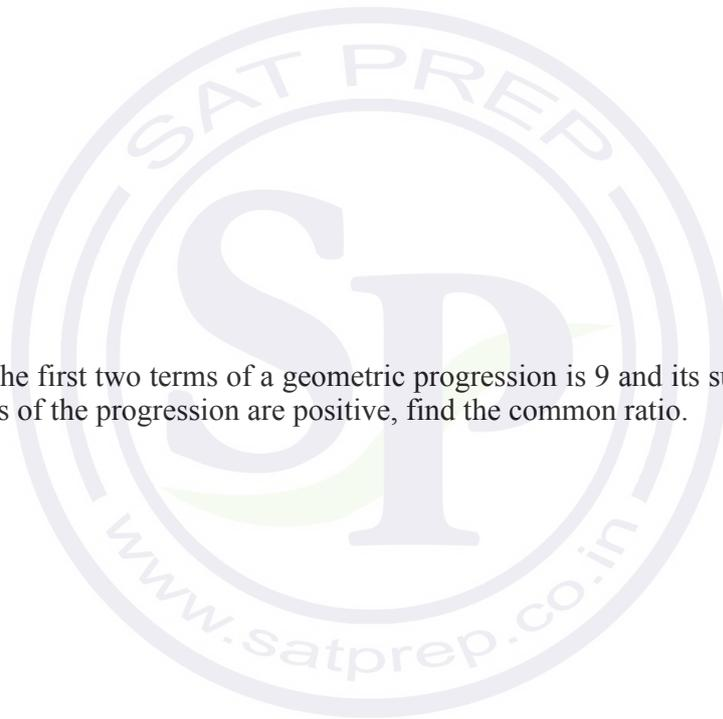 SAT PREP
he first two terms of a geometric progression is 9 and its su
s of the progression are positive, find the common ratio.
SP
www.satprep.co.in